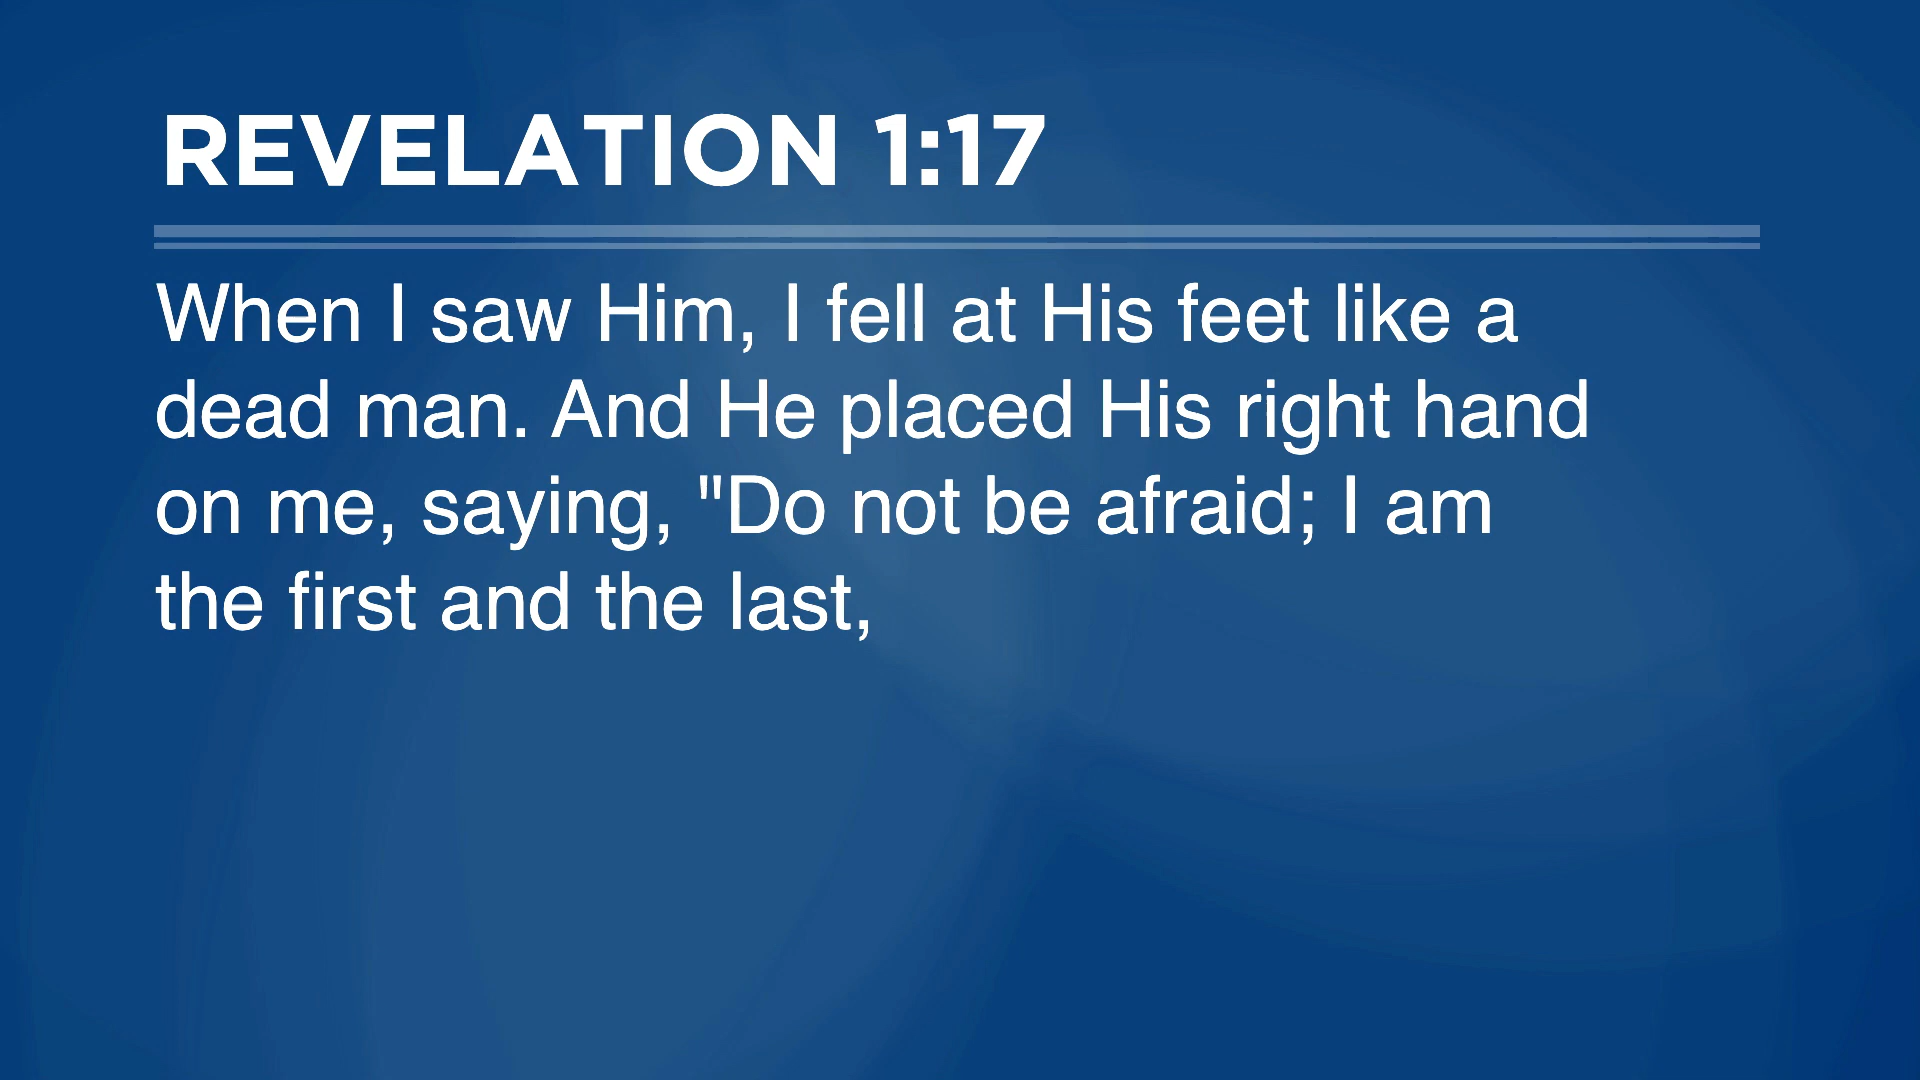 REVELATION 1:17
When I saw Him, I fell at His feet like a
dead man. And He placed His right hand
on me, saying, "Do not be afraid; I am
the first and the last,